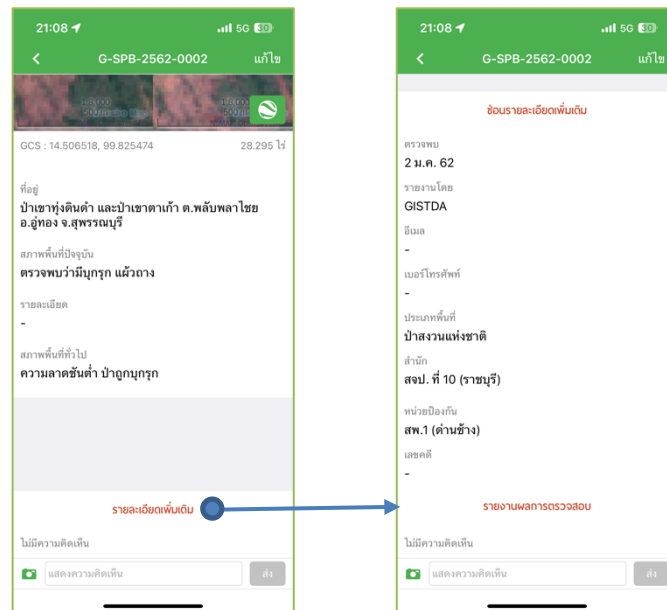 21:08 5G 30
G-SPB-2562-0002 แก้ไข
1:8,000 1:8,000
GCS : 14.506518, 99.825474 28.295 ไร่
ที่อยู่
ป่าเขาทุ่งดินดำ และป่าเขาตาเก้า ต.พลับพลาไชย
อ.อู่ทอง จ.สุพรรณบุรี
สภาพพื้นที่ปัจจุบัน
ตรวจพบว่ามีบุกรุก แผ้วถาง
รายละเอียด
-
สภาพพื้นที่ทั่วไป
ความลาดชันต่ำ ป่าถูกบุกรุก
รายละเอียดเพิ่มเติม
ไม่มีความคิดเห็น
แสดงความคิดเห็น ส่ง
21:08 5G 30
G-SPB-2562-0002 แก้ไข
ซ่อนรายละเอียดเพิ่มเติม
ตรวจพบ
2 ม.ค. 62
รายงานโดย
GISTDA
อีเมล
-
เบอร์โทรศัพท์
-
ประเภทพื้นที่
ป่าสงวนแห่งชาติ
สำนัก
สจป. ที่ 10 (ราชบุรี)
หน่วยป้องกัน
สพ.1 (ด่านช้าง)
เลขคดี
-
รายงานผลการตรวจสอบ
ไม่มีความคิดเห็น
แสดงความคิดเห็น ส่ง